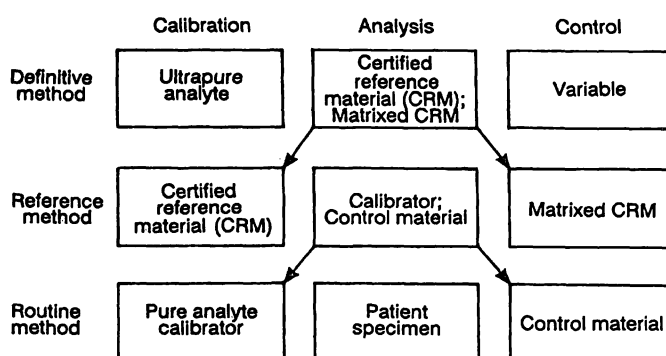 Calibration
Analysis
Control
Definitive
method
Ultrapure
analyte
Certified
reference
material (CRM);
Matrixed CRM
Variable
Reference
method
Certified
reference
material (CRM)
Calibrator;
Control material
Matrixed CRM
Routine
method
Pure analyte
calibrator
Patient
specimen
Control material